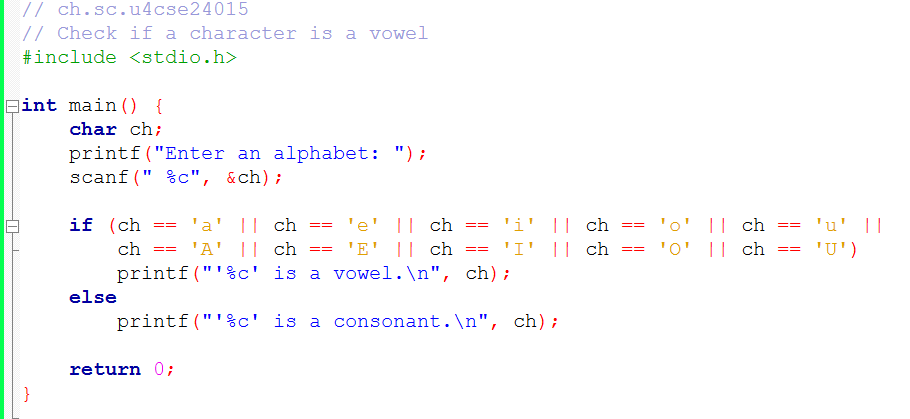 // ch.sc.u4cse24015
// Check if a character is a vowel
#include <stdio.h>
int main() {
char ch;
printf("Enter an alphabet: ");
scanf(" %c", &ch);
if (ch == 'a' || ch == 'e' || ch == 'i' || ch == 'o' || ch == 'u' ||
ch == 'A' || ch == 'E' || ch == 'I' || ch == 'O' || ch == 'U')
printf("'%c' is a vowel.\n", ch);
else
printf("'%c' is a consonant.\n", ch);
return 0;
}